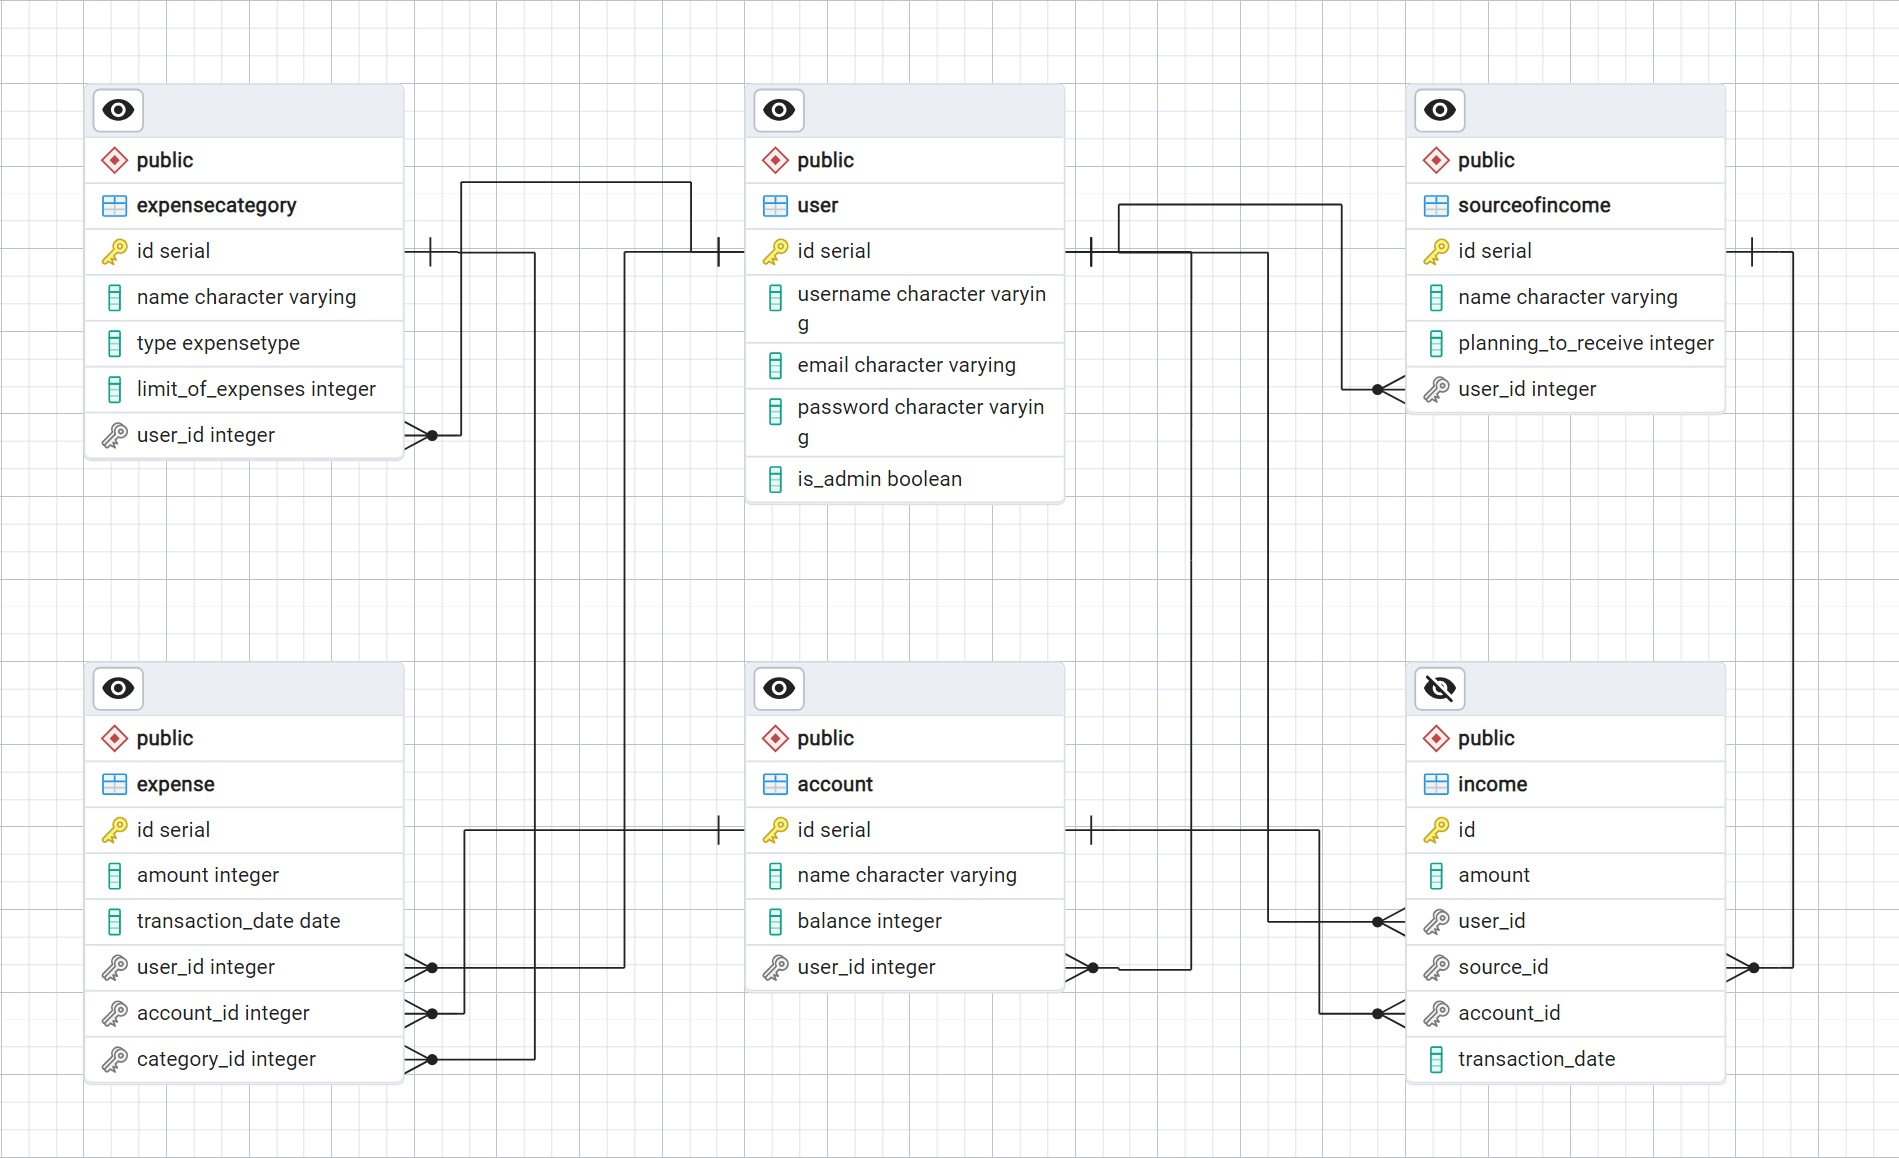 public
expensecategory
id serial
name character varying
type expensetype
limit_of_expenses integer
user_id integer
public
user
id serial
username character varyin
g
email character varying
password character varyin
g
is_admin boolean
public
sourceofincome
id serial
name character varying
planning_to_receive integer
user_id integer
public
expense
id serial
amount integer
transaction_date date
user_id integer
account_id integer
category_id integer
public
account
id serial
name character varying
balance integer
user_id integer
public
income
id
amount
user_id
source_id
account_id
transaction_date